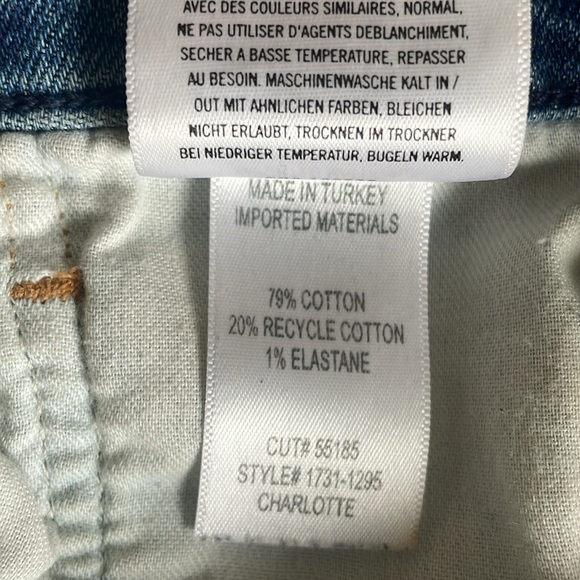 AVEC DES COULEURS SIMILAIRES, NORMAL,
NE PAS UTILISER D'AGENTS DEBLANCHIMENT,
SECHER A BASSE TEMPERATURE, REPASSER
AU BESOIN. MASCHINENWASCHE KALT IN /
OUT MIT AHNLICHEN FARBEN, BLEICHEN
NICHT ERLAUBT, TROCKNEN IM TROCKNER
BEI NIEDRIGER TEMPERATUR, BUGELN WARM.
MADE IN TURKEY
IMPORTED MATERIALS
79% COTTON
20% RECYCLE COTTON
1% ELASTANE
CUT# 55185
STYLE# 1731-1295
CHARLOTTE